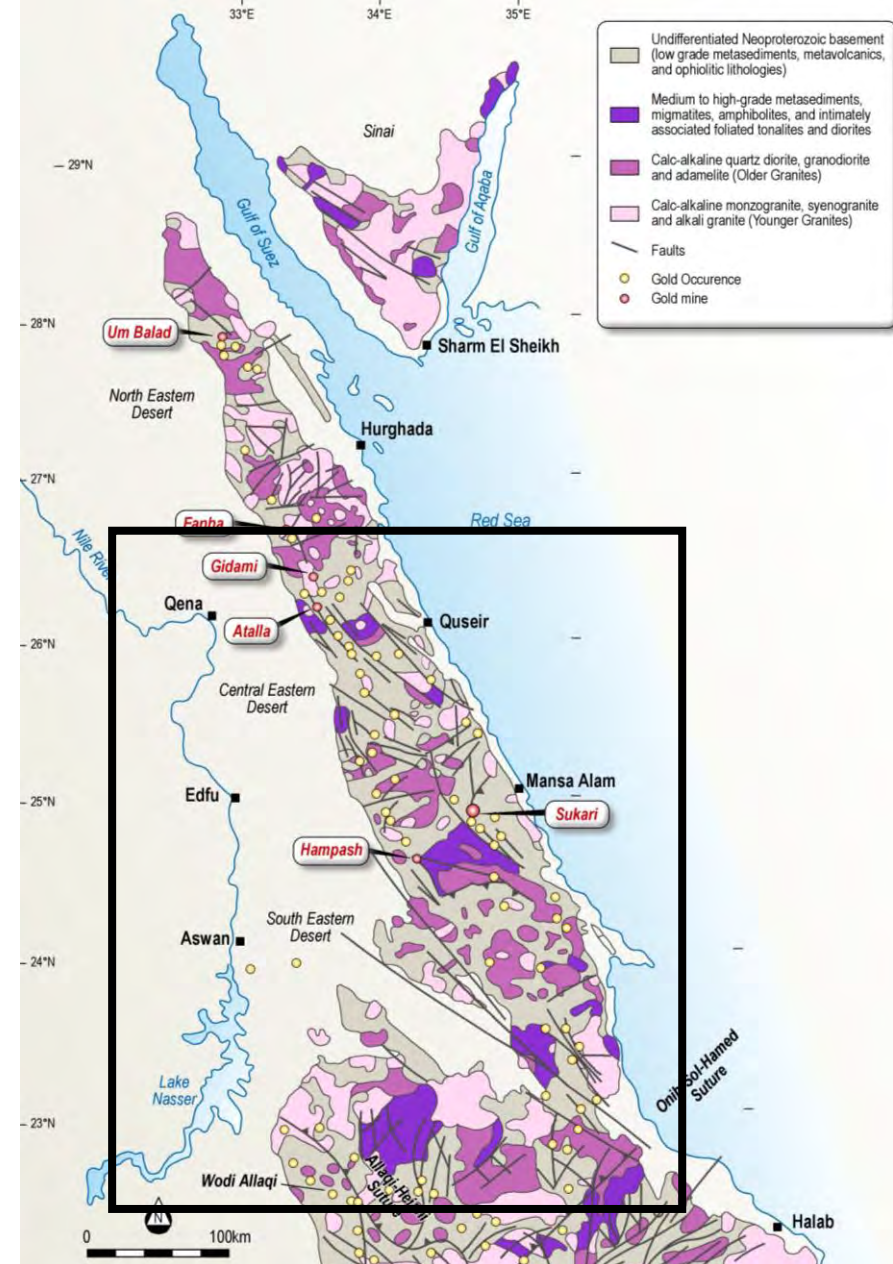 33°E
34°E
35°E
Undifferentiated Neoproterozoic basement
(low grade metasediments, metavolcanics,
and ophiolitic lithologies)
Medium to high-grade metasediments,
migmatites, amphibolites, and intimately
associated foliated tonalites and diorites
Calc-alkaline quartz diorite, granodiorite
and adamelite (Older Granites)
Calc-alkaline monzogranite, syenogranite
and alkali granite (Younger Granites)
Faults
Gold Occurence
Gold mine
Sinai
29°N
Gulf of Suez
Gulf of Aqaba
28°N
Um Balad
Sharm El Sheikh
North Eastern
Desert
Hurghada
27°N
Red Sea
Nile River
Gidami
Qena
Quseir
Atalla
26°N
Central Eastern
Desert
Mansa Alam
25°N
Edfu
Sukari
Hampash
South Eastern
Desert
Aswan
24°N
Lake
Nasser
Onib-Sol-Hamed
Suture
23°N
Wodi Allaqi
Suture
N
Halab
0
100km